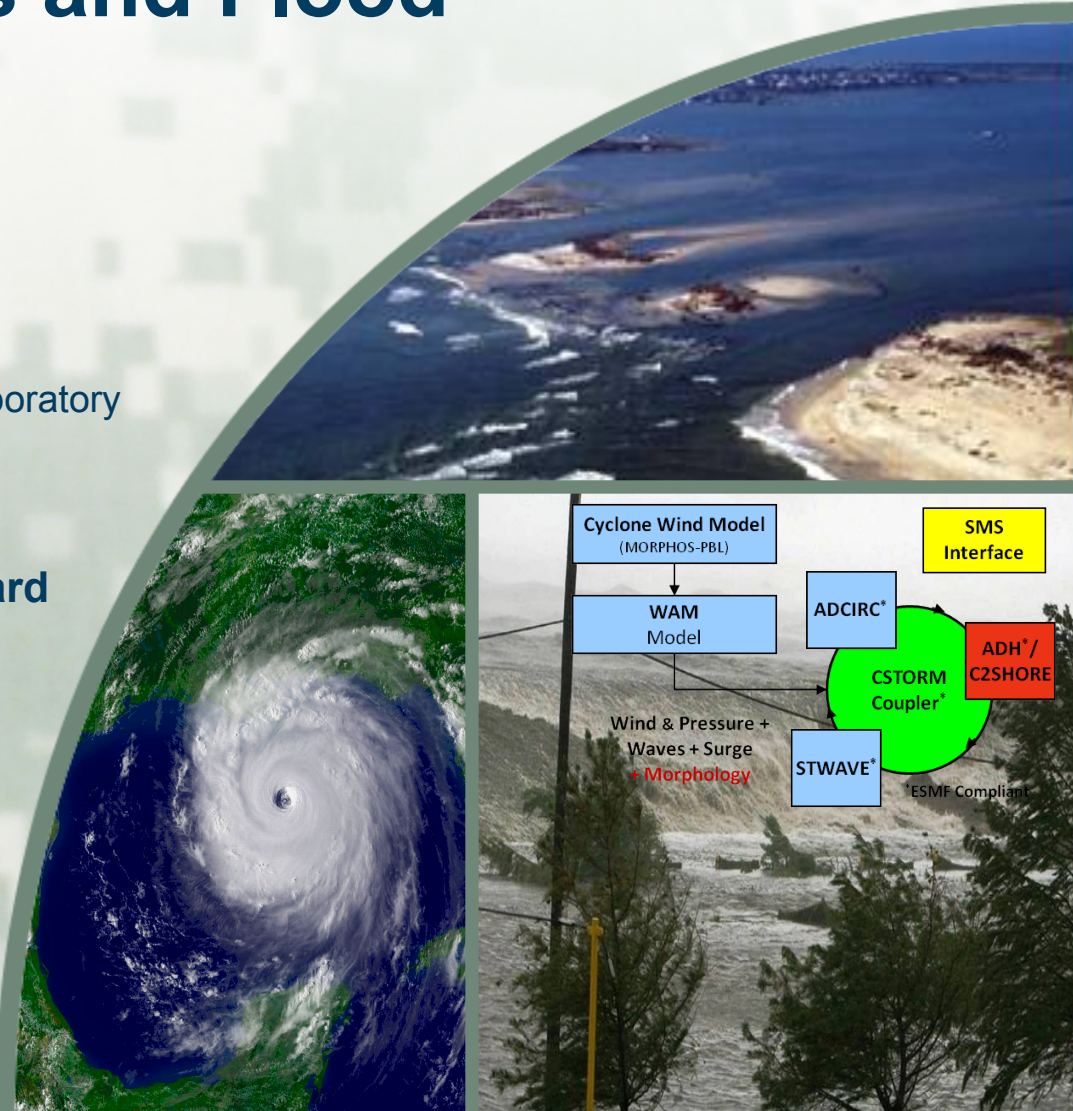 s and Flood
boratory
ard
Cyclone Wind Model
(MORPHOS-PBL)
WAM
Model
SMS
Interface
ADCIRC*
ADH*/
C2SHORE
CSTORM
Coupler*
Wind & Pressure +
Waves + Surge
+ Morphology
STWAVE*
*ESMF Compliant